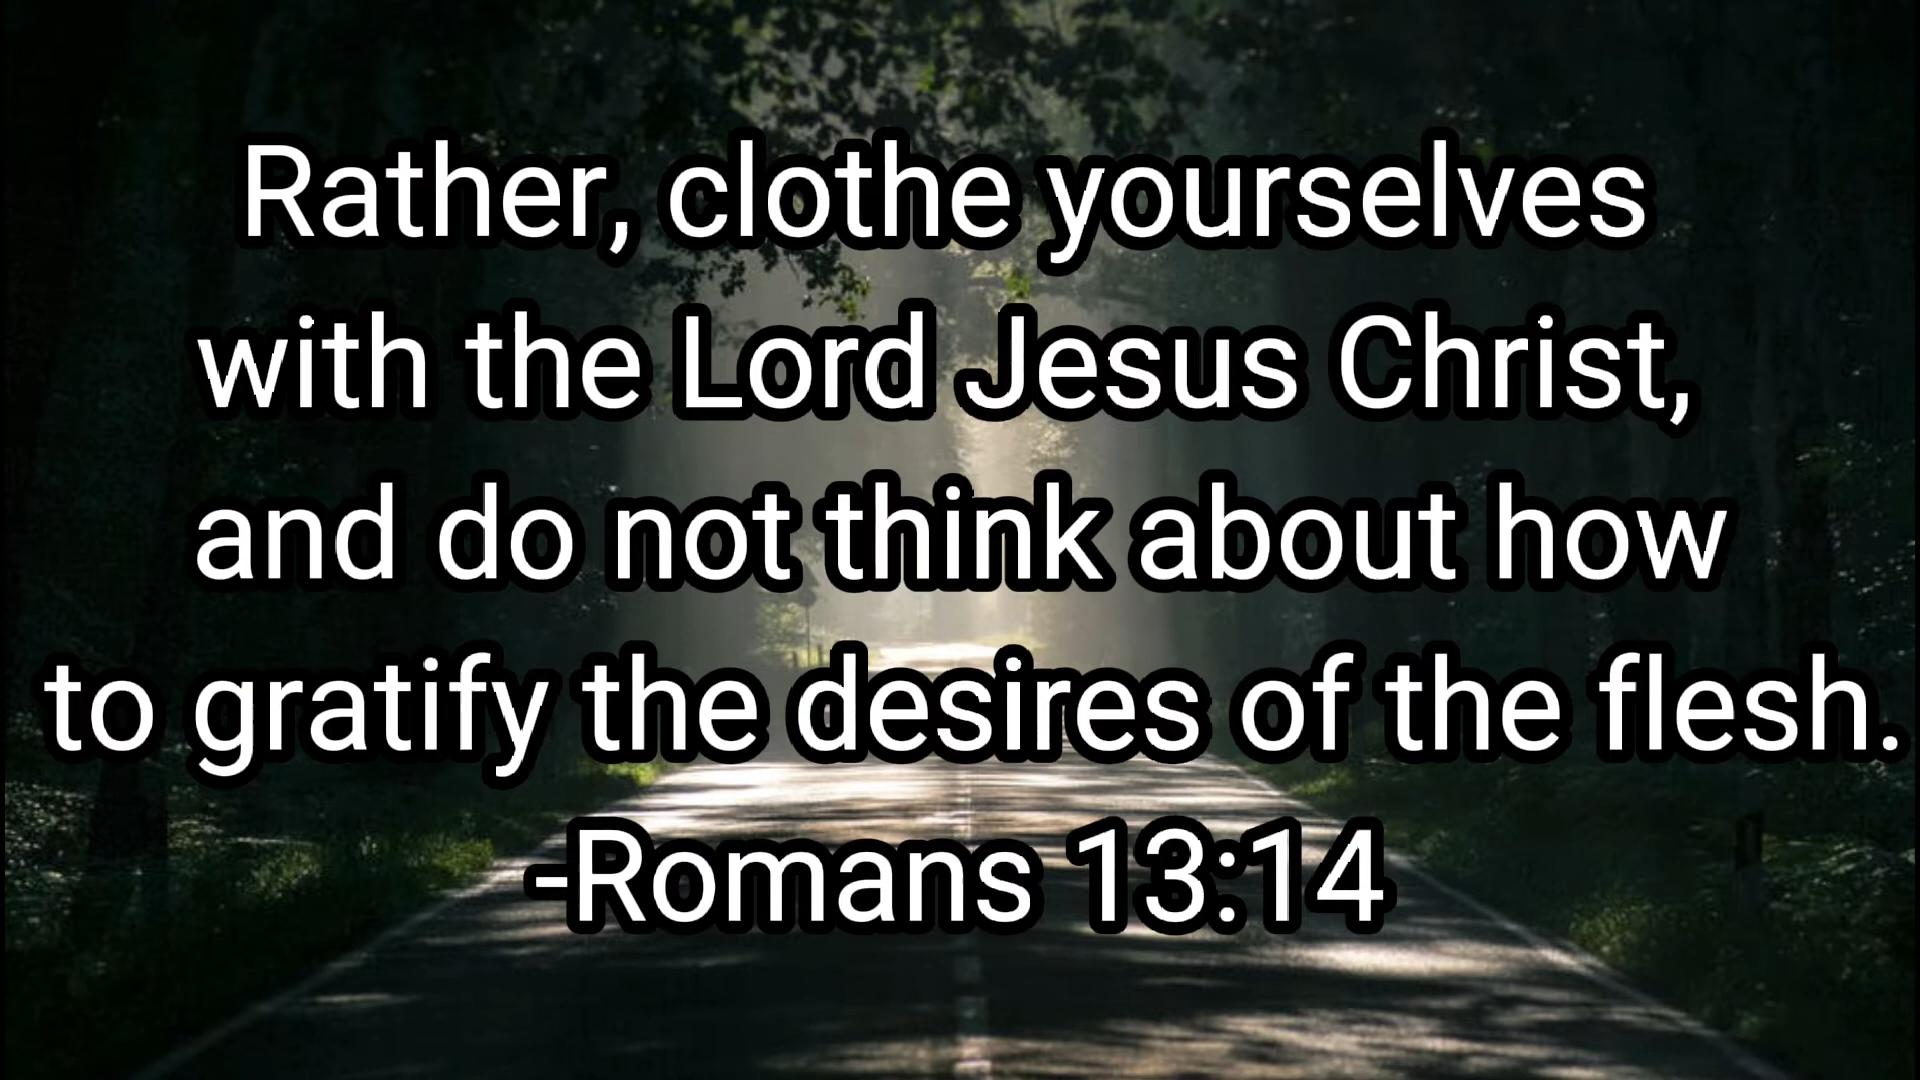 Rather, clothe yourselves
with the Lord Jesus Christ,
and do not think about how
to gratify the desires of the flesh.
-Romans 13:14